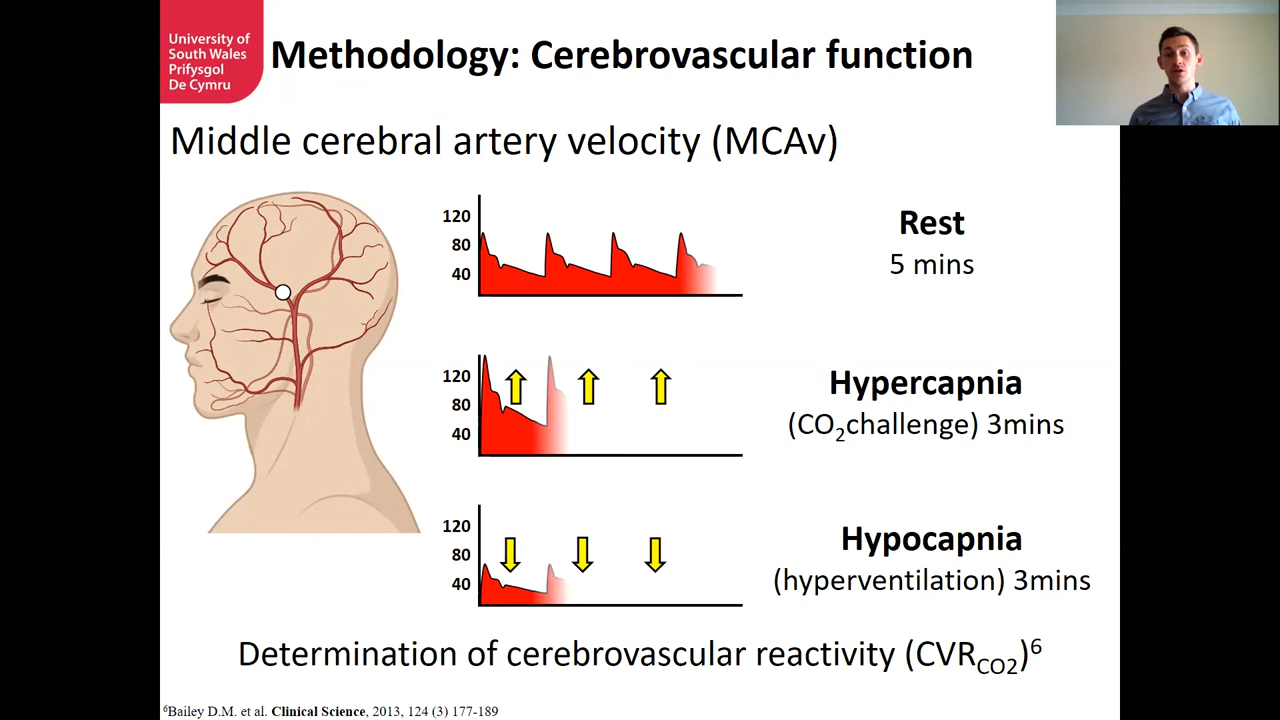 University of
South Wales
Prifysgol
De Cymru
Methodology: Cerebrovascular function
Middle cerebral artery velocity (MCAv)
120
80
40
Rest
5 mins
120
80
40
Hypercapnia
(CO₂challenge) 3mins
120
80
40
Hypocapnia
(hyperventilation) 3mins
Determination of cerebrovascular reactivity (CVR_CO2)⁶
⁶Bailey D.M. et al. Clinical Science, 2013, 124 (3) 177-189